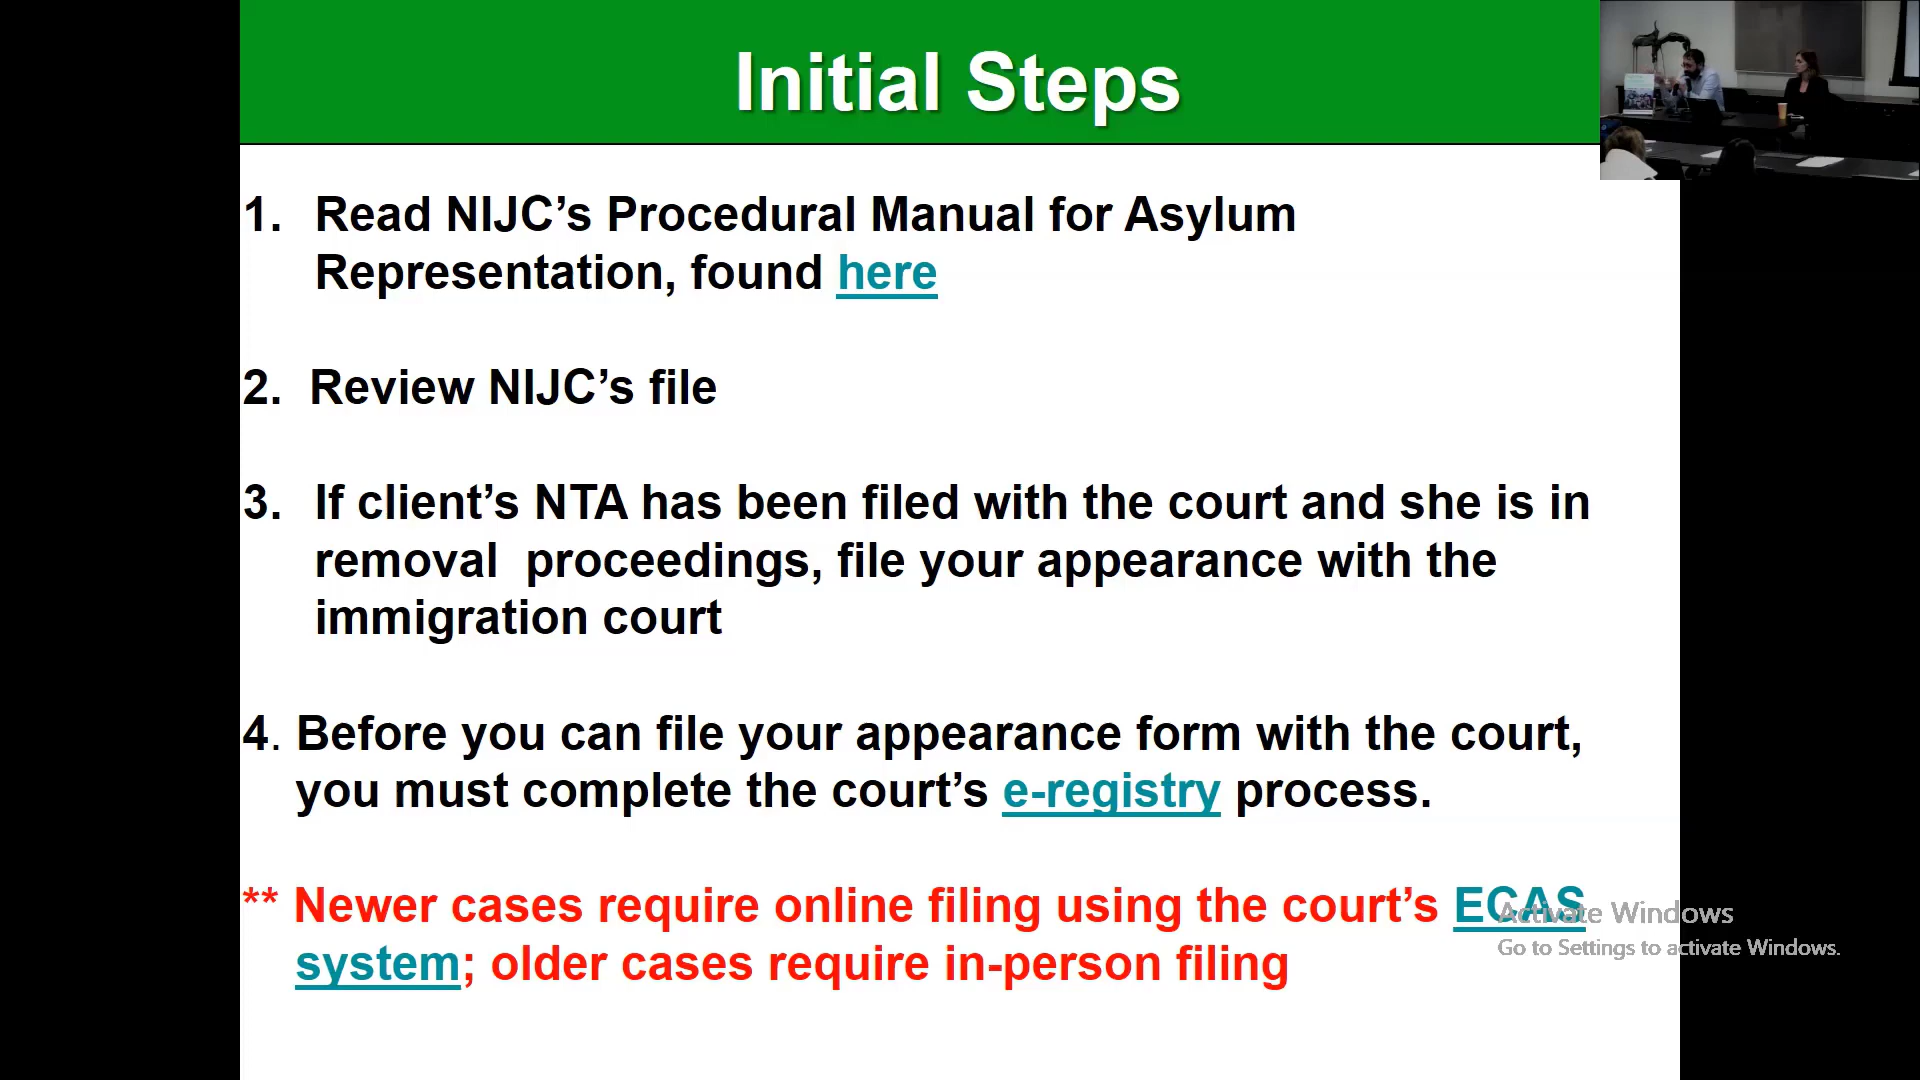 Initial Steps
1. Read NIJC’s Procedural Manual for Asylum
Representation, found here
2. Review NIJC’s file
3. If client’s NTA has been filed with the court and she is in
removal proceedings, file your appearance with the
immigration court
4. Before you can file your appearance form with the court,
you must complete the court’s e-registry process.
** Newer cases require online filing using the court’s ECAS
system; older cases require in-person filing
Activate Windows
Go to Settings to activate Windows.